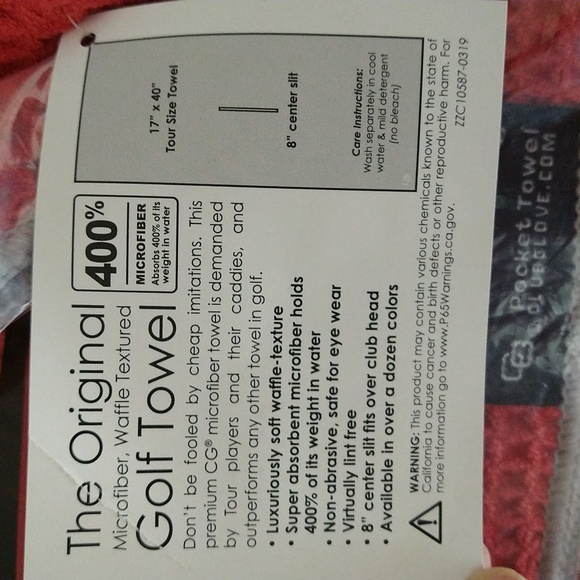 The Original
Microfiber, Waffle Textured
Golf Towel
400%
MICROFIBER
Absorbs 400% of its
weight in water
Don't be fooled by cheap imitations. This
premium CG® microfiber towel is demanded
by Tour players and their caddies, and
outperforms any other towel in golf.
• Luxuriously soft waffle-texture
• Super absorbent microfiber holds
400% of its weight in water
• Non-abrasive, safe for eye wear
• Virtually lint free
• 8" center slit fits over club head
• Available in over a dozen colors
17" x 40"
Tour Size Towel
8" center slit
Care Instructions:
Wash separately in cool
water & mild detergent
(no bleach)
WARNING: This product may contain various chemicals known to the state of
California to cause cancer and birth defects or other reproductive harm. For
more information go to www.P65Warnings.ca.gov.
ZZC10587-0319
Pocket Towel